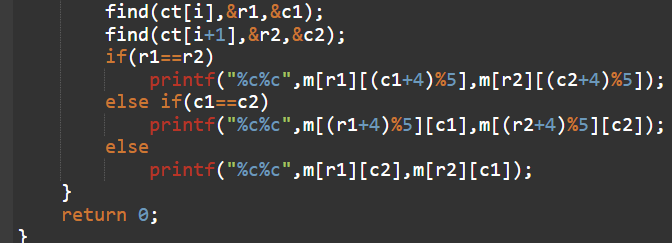 find(ct[i],&r1,&c1);
find(ct[i+1],&r2,&c2);
if(r1==r2)
printf("%c%c",m[r1][(c1+4)%5],m[r2][(c2+4)%5]);
else if(c1==c2)
printf("%c%c",m[(r1+4)%5][c1],m[(r2+4)%5][c2]);
else
printf("%c%c",m[r1][c2],m[r2][c1]);
}
return 0;
}